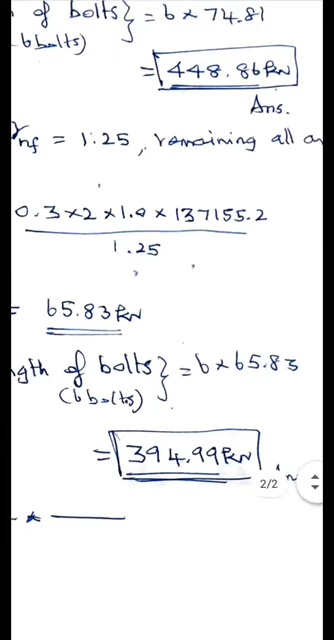 of bolts} = 6 x 74.81
(6 bolts)
= 448.86 kN
Ans.
γmf = 1.25, remaining all a
0.3 x 2 x 1.0 x 137155.2
1.25
= 65.83 kN
ngth of bolts} = 6 x 65.83
(6 bolts)
= 394.99 kN
2/2